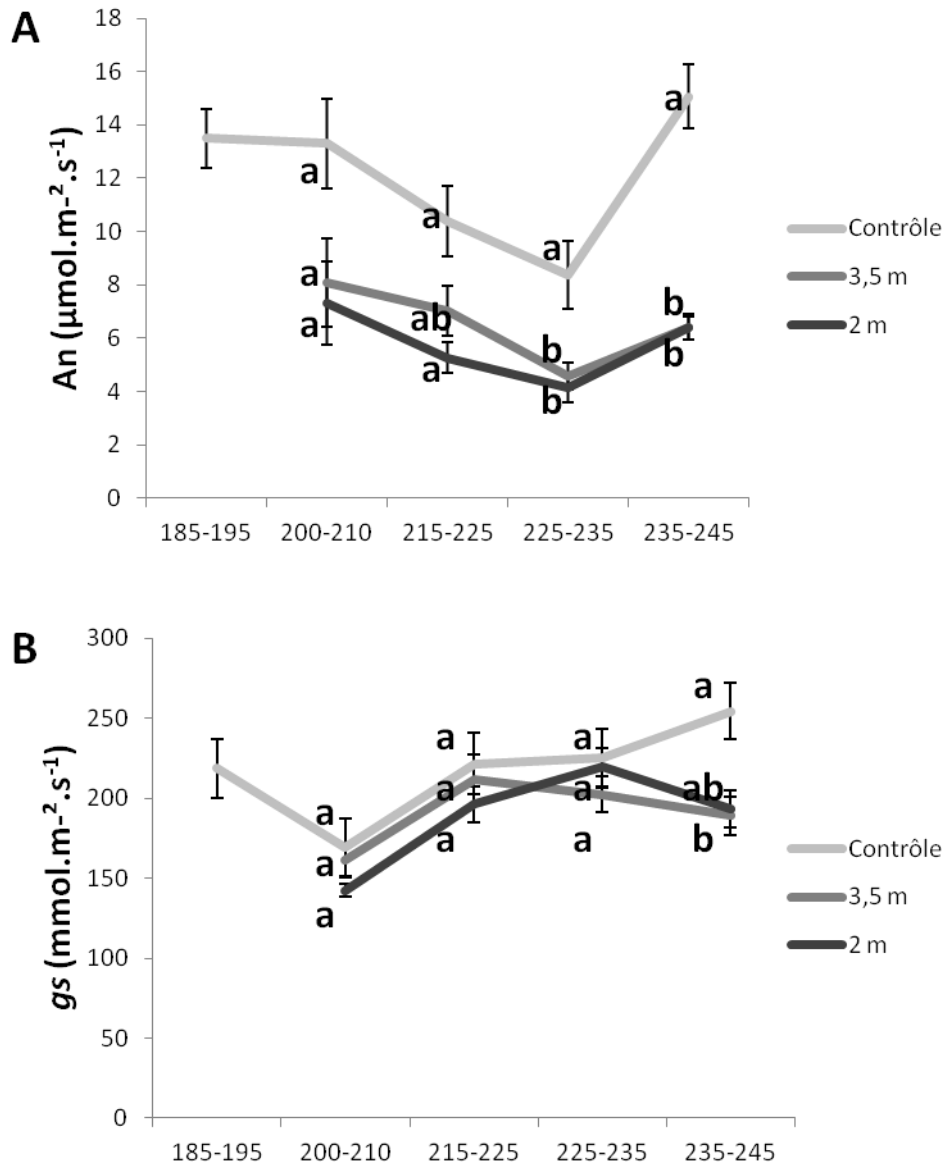 A
An (µmol.m-².s-1)
18
16
14
12
10
8
6
4
2
0
a
a
a
a
a
ab
b
b
a
a
b
b
b
185-195
200-210
215-225
225-235
235-245
Contrôle
3,5 m
2 m
B
gs (mmol.m-².s-1)
300
250
200
150
100
50
0
a
a
a
a
a
a
a
a
a
a
ab
b
185-195
200-210
215-225
225-235
235-245
Contrôle
3,5 m
2 m